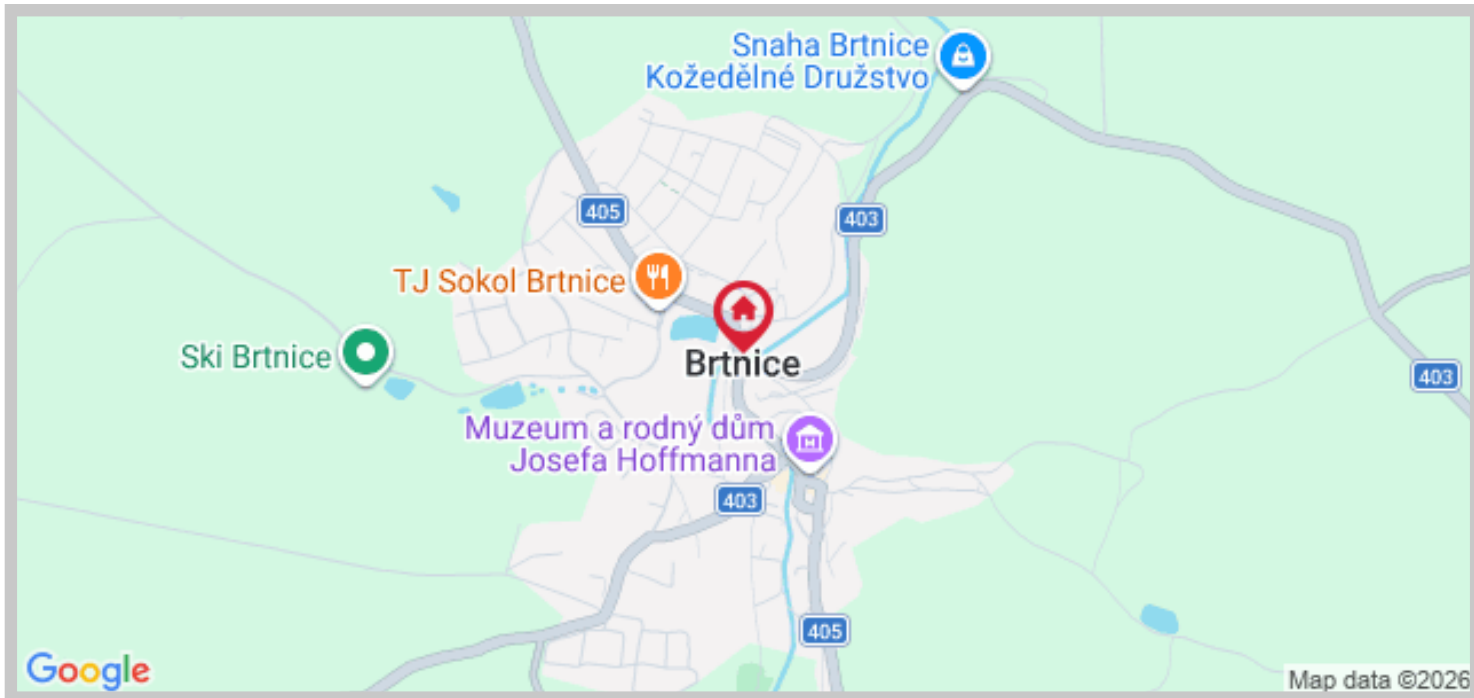 Snaha Brtnice
Kožedělné Družstvo
405
403
TJ Sokol Brtnice
Ski Brtnice
Brtnice
403
Muzeum a rodný dům
Josefa Hoffmanna
403
405
Google
Map data ©2026